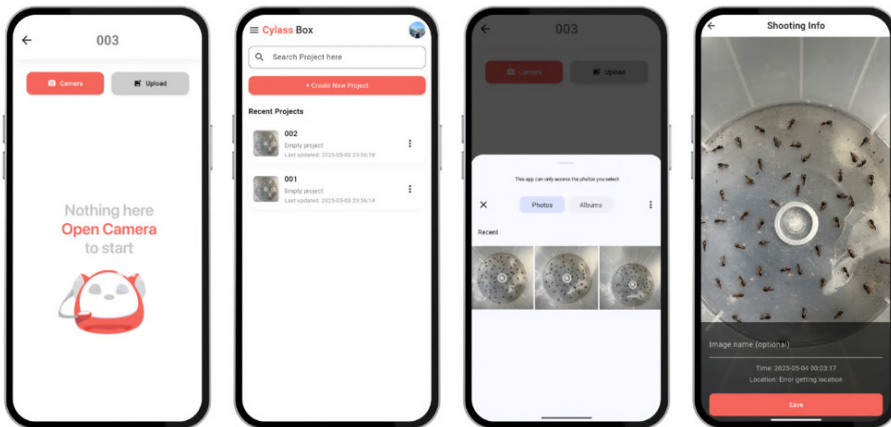 003
Camera
Upload
Nothing here
Open Camera
to start
Cylass Box
Search Project here
+ Create New Project
Recent Projects
002
Empty project
Last updated: 2025-05-03 23:56:19
001
Empty project
Last updated: 2025-05-03 23:56:14
003
Camera
Upload
This app can only access the photos you select
Photos
Albums
Recent
Shooting Info
Image name (optional)
Time: 2025-05-04 00:03:17
Location: Error getting location
Save